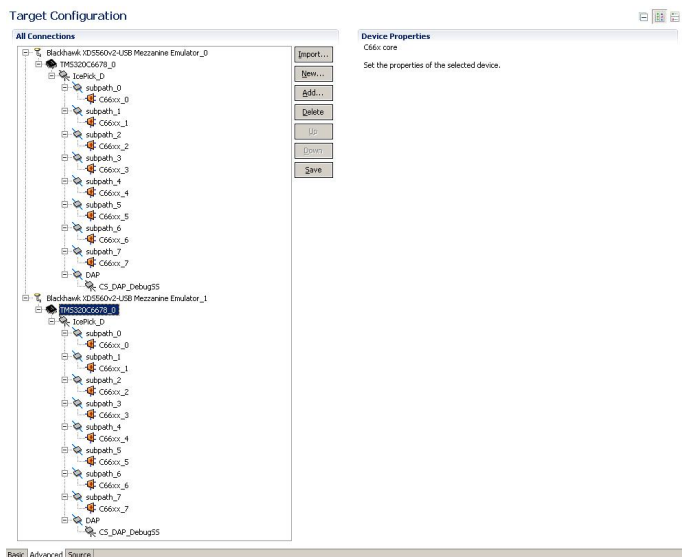 Target Configuration
All Connections
Blackhawk XDS560v2-USB Mezzanine Emulator_0
TMS320C6678_0
IcePick_D
subpath_0
C66xx_0
subpath_1
C66xx_1
subpath_2
C66xx_2
subpath_3
C66xx_3
subpath_4
C66xx_4
subpath_5
C66xx_5
subpath_6
C66xx_6
subpath_7
C66xx_7
DAP
CS_DAP_DebugSS
Blackhawk XDS560v2-USB Mezzanine Emulator_1
TMS320C6678_0
IcePick_D
subpath_0
C66xx_0
subpath_1
C66xx_1
subpath_2
C66xx_2
subpath_3
C66xx_3
subpath_4
C66xx_4
subpath_5
C66xx_5
subpath_6
C66xx_6
subpath_7
C66xx_7
DAP
CS_DAP_DebugSS
Import...
New...
Add...
Delete
Up
Down
Save
Device Properties
C66x core
Set the properties of the selected device.
Basic Advanced Source